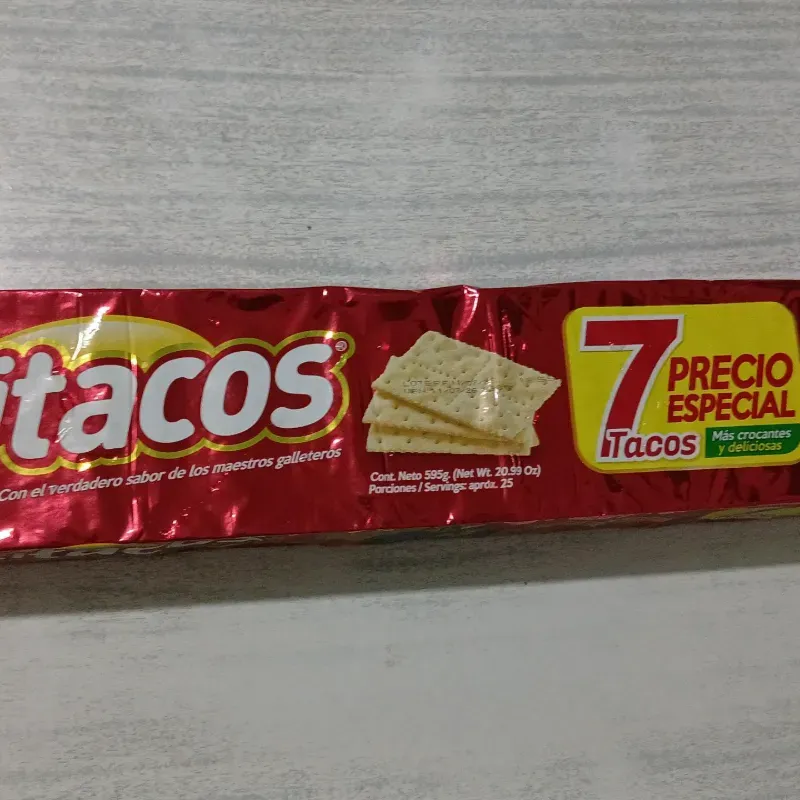 itacos®
Con el verdadero sabor de los maestros galleteros
Cont. Neto 595g. (Net Wt. 20.99 Oz)
Porciones / Servings: apróx. 25
7
Tacos
PRECIO
ESPECIAL
Más crocantes
y deliciosas